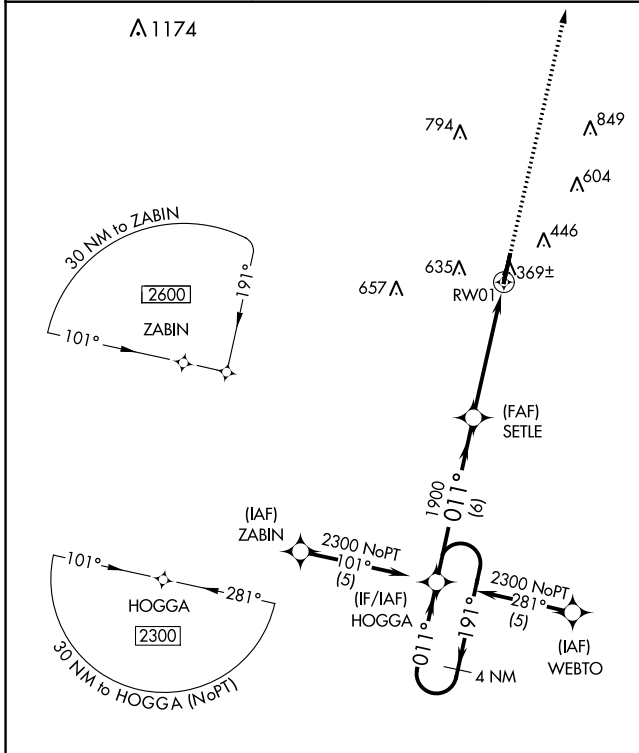 1174
794
849
604
446
635
369±
657
RW01
30 NM to ZABIN
2600
191°
ZABIN
101°
(FAF)
SETLE
1900
011°
(6)
(IAF)
ZABIN
2300 NoPT
101°
(5)
(IF/IAF)
HOGGA
2300 NoPT
281°
(5)
(IAF)
WEBTO
011°
191°
4 NM
101°
281°
HOGGA
2300
30 NM to HOGGA (NoPT)